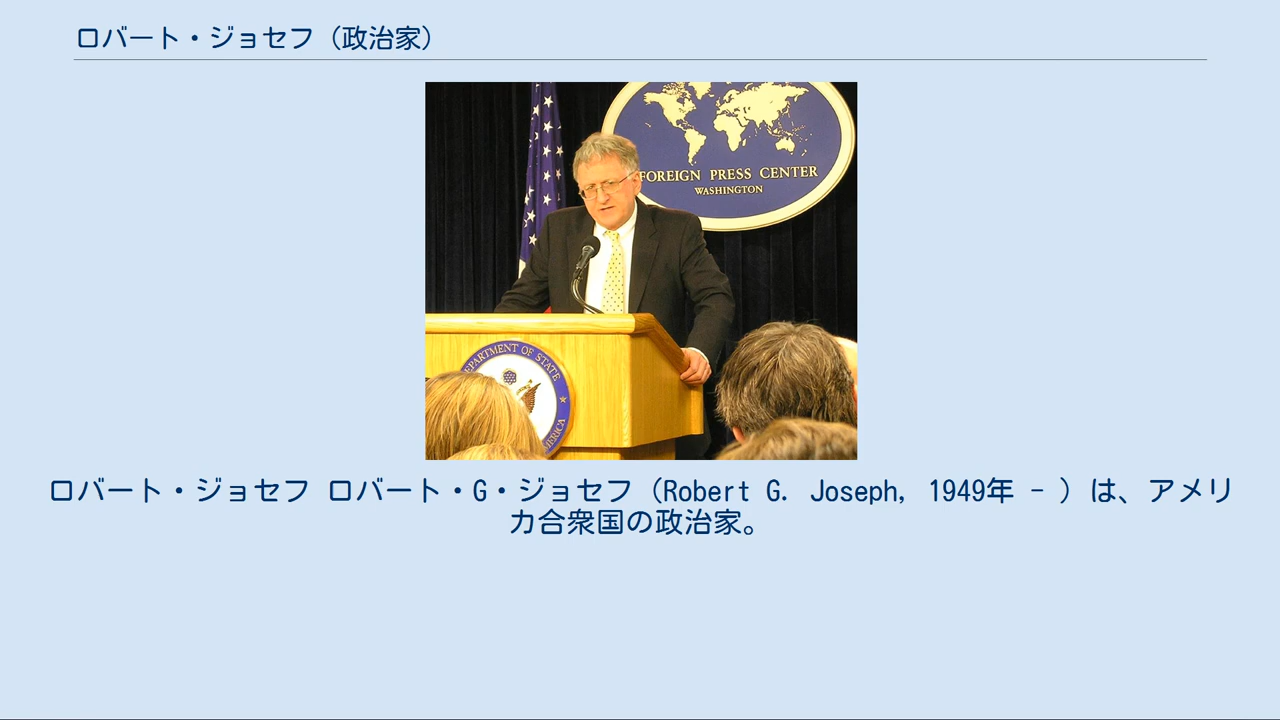 ロバート・ジョセフ（政治家）
FOREIGN PRESS CENTER
WASHINGTON
EPARTMENT OF STATE
ERICA
ロバート・ジョセフ ロバート・G・ジョセフ（Robert G. Joseph, 1949年 - ）は、アメリ
カ合衆国の政治家。